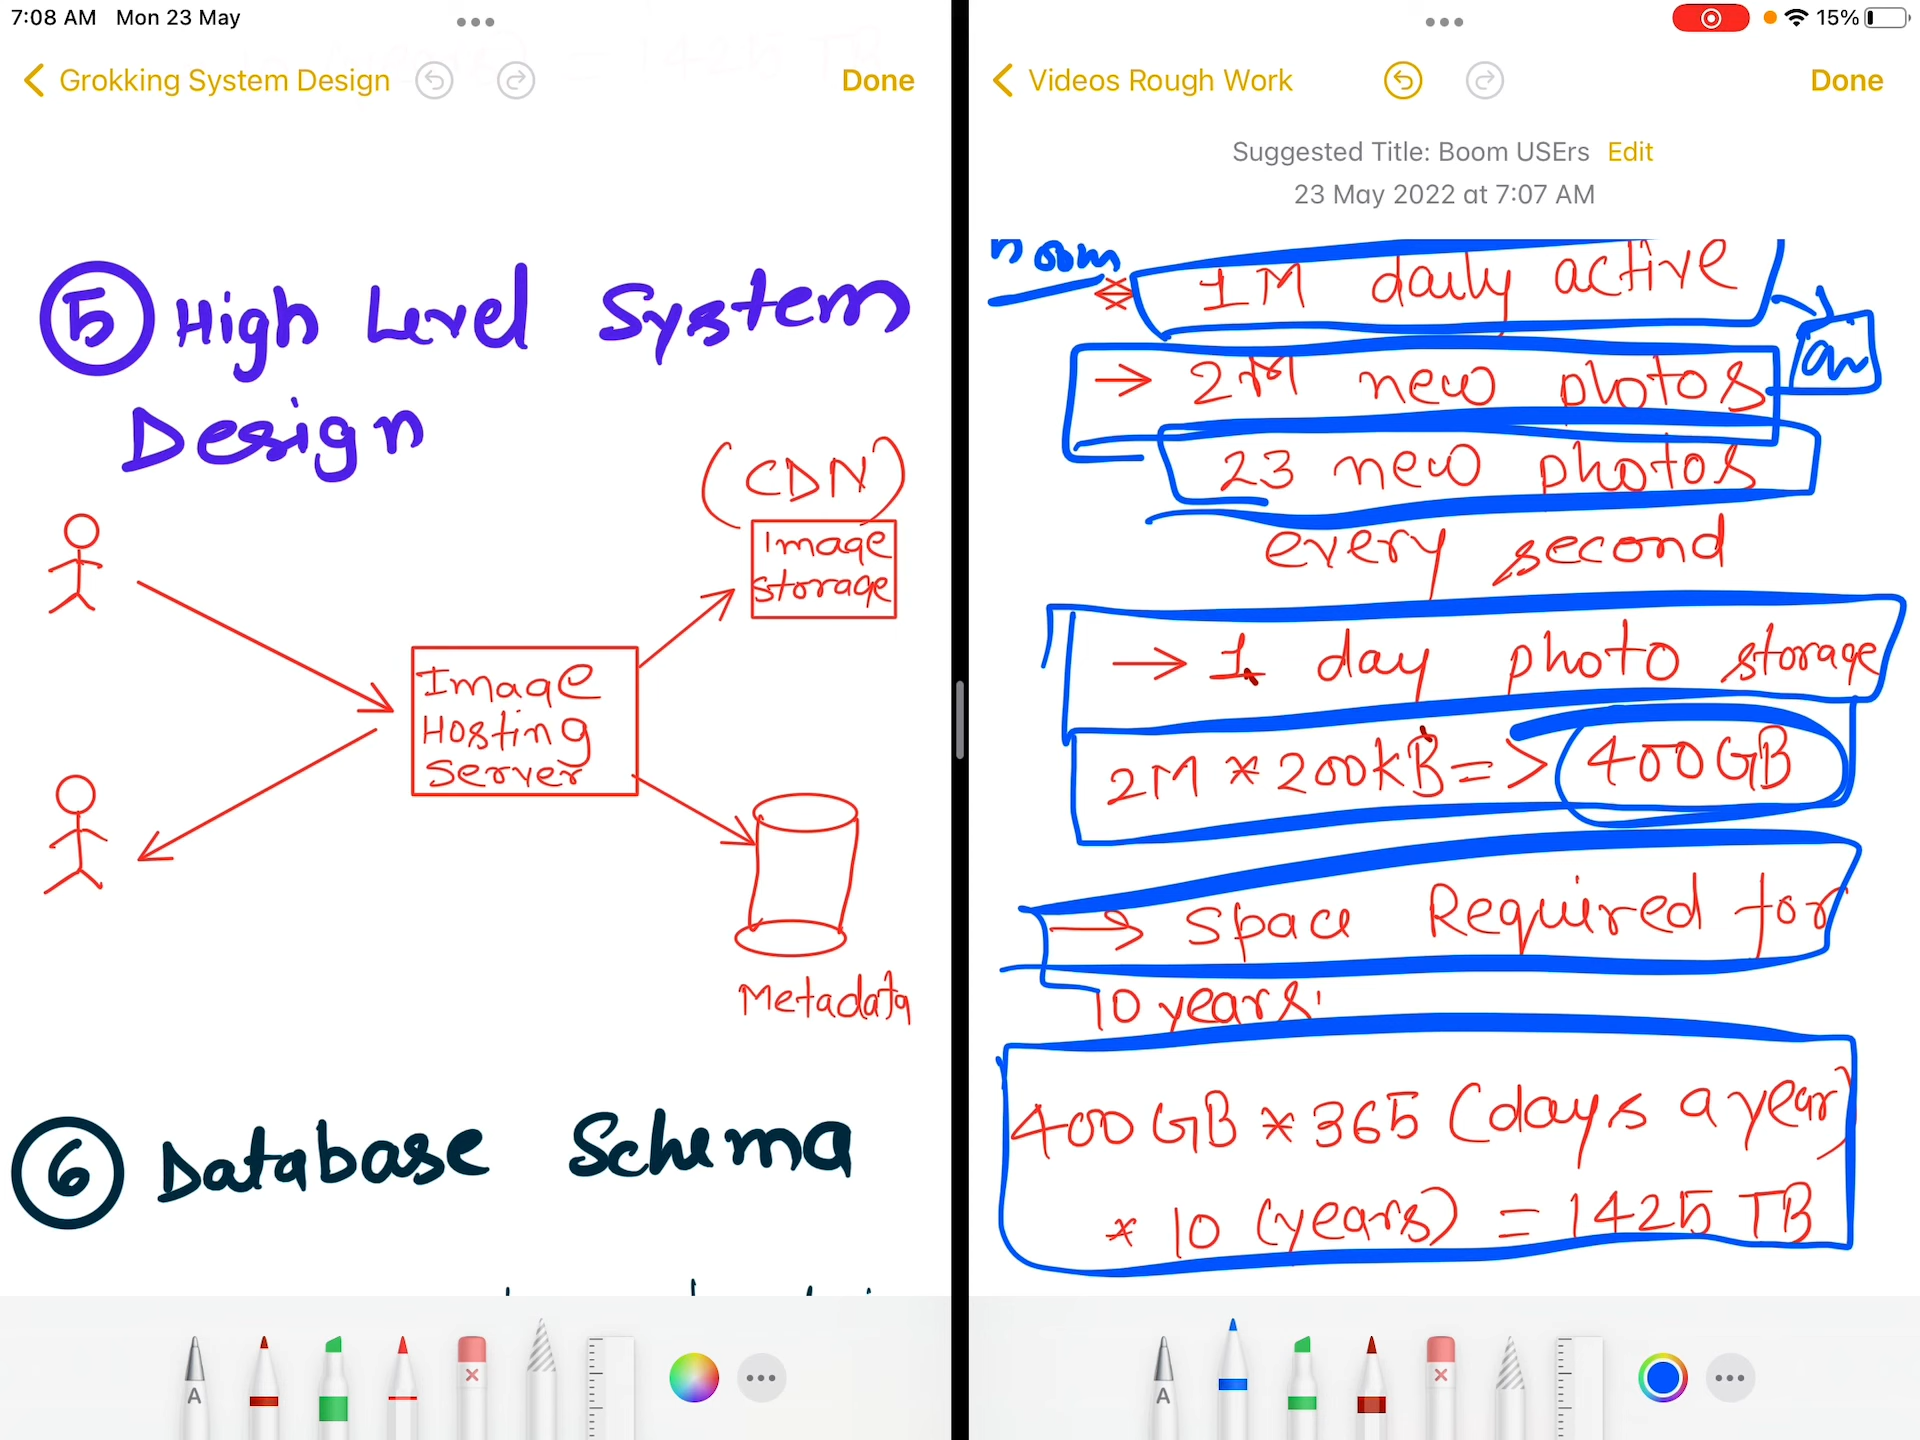 7:08 AM Mon 23 May
15%
Grokking System Design
Done
5 High Level System
Design
(CDN)
Image
Storage
Image
Hosting
Server
Metadata
6 Database Schema
A
Videos Rough Work
Done
Suggested Title: Boom USErs Edit
23 May 2022 at 7:07 AM
1M daily active
→ 2M new photos
23 new photos
every second
→ 1 day photo storage
2M * 200KB => 400GB
→ Space Required for
10 years
400 GB * 365 (days a year)
* 10 (years) = 1425 TB
A